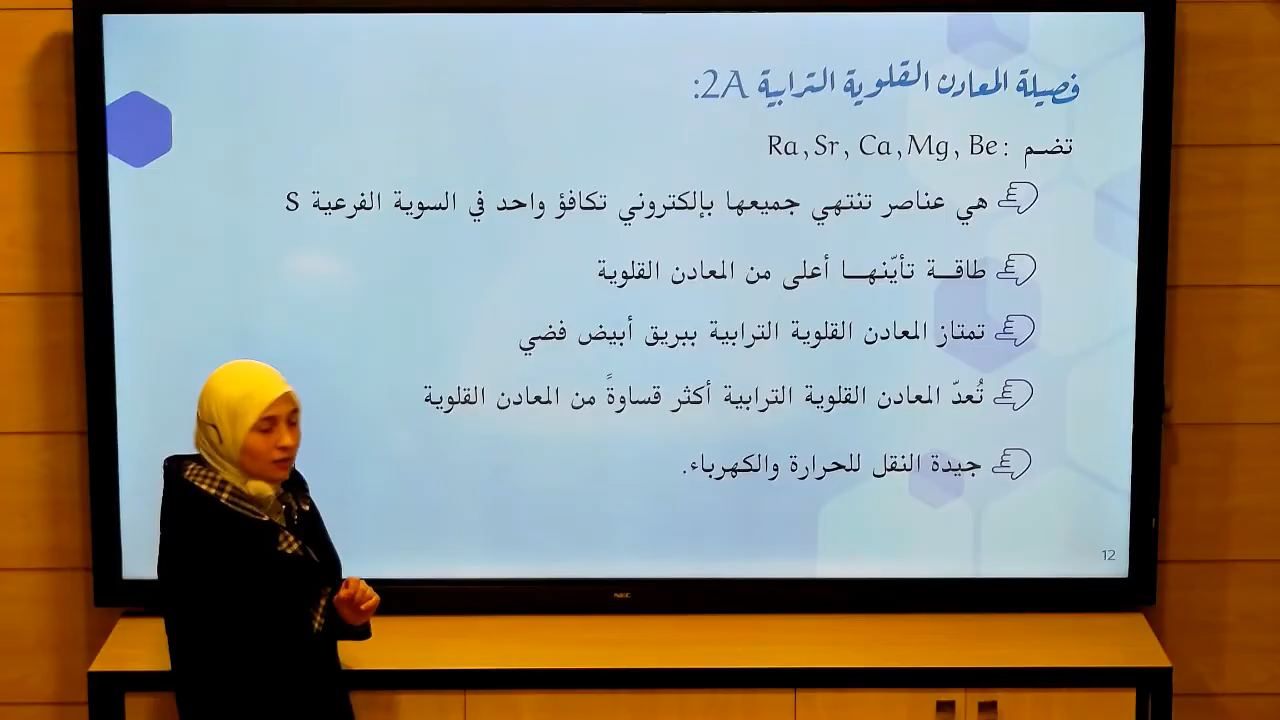 فصيلة المعادن القلوية الترابية 2A:
تضم: Ra, Sr, Ca, Mg, Be
هي عناصر تنتهي جميعها بإلكتروني تكافؤ واحد في السوية الفرعية S
طاقة تأيّنها أعلى من المعادن القلوية
تمتاز المعادن القلوية الترابية ببريق أبيض فضي
تُعدّ المعادن القلوية الترابية أكثر قساوةً من المعادن القلوية
جيدة النقل للحرارة والكهرباء.
12
NEC